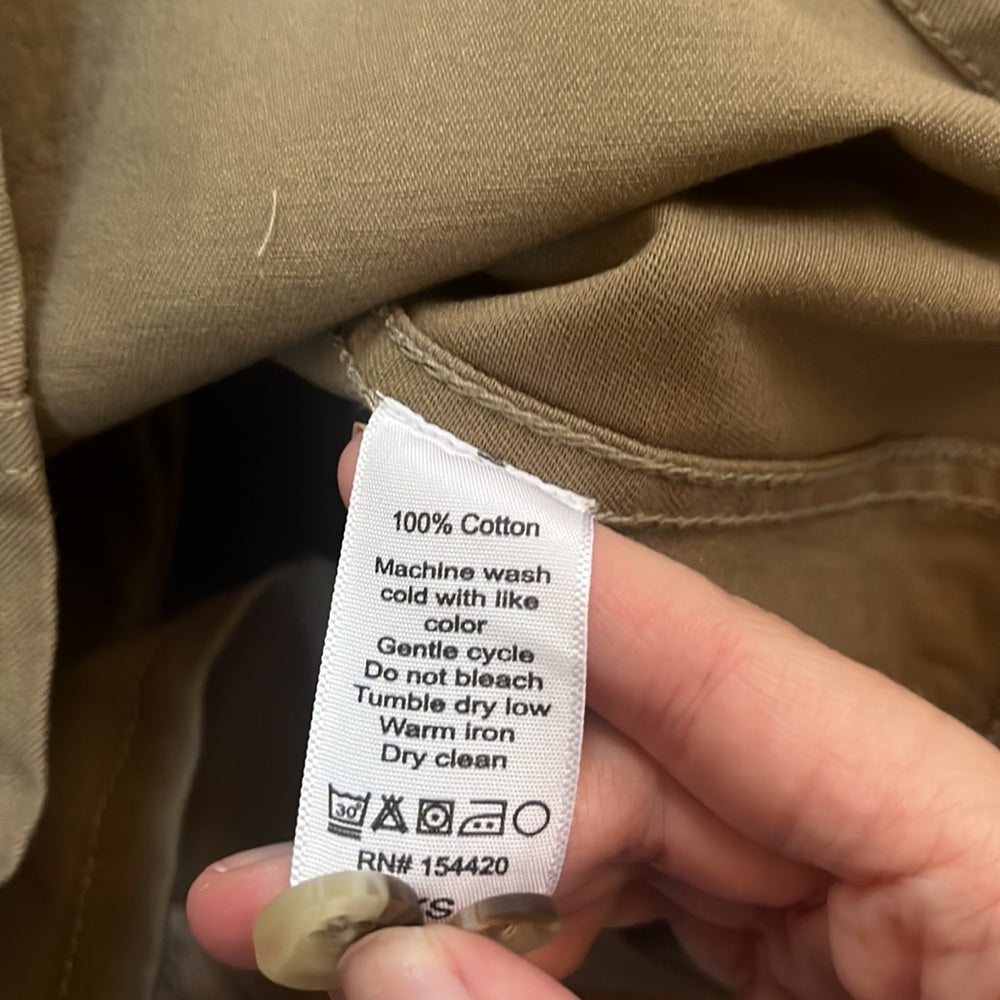 100% Cotton
Machine wash
cold with like
color
Gentle cycle
Do not bleach
Tumble dry low
Warm iron
Dry clean
30°
RN# 154420